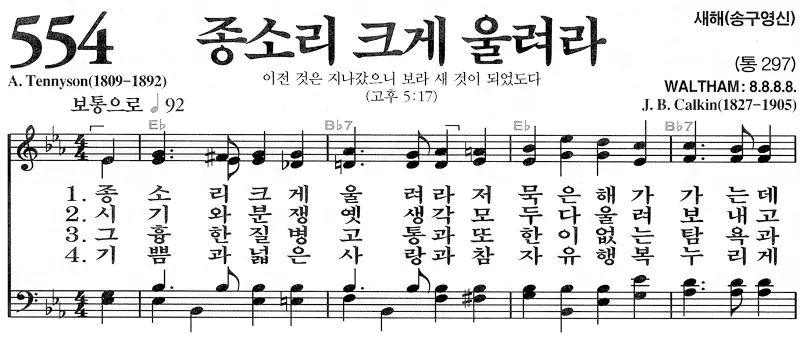 554
종소리 크게 울려라
새해(송구영신)
A. Tennyson(1809-1892)
이전 것은 지나갔으니 보라 새 것이 되었도다
(고후 5:17)
(통 297)
WALTHAM : 8.8.8.8.
J. B. Calkin(1827-1905)
보통으로 ♩ 92
E♭ B♭7 E♭ B♭7
1. 종 소 리 크 게 울 려 라 저 묵 은 해 가 가 는 데
2. 시 기 와 분 쟁 옛 생 각 모 두 다 울 려 보 내 고
3. 그 흉 한 질 병 고 통 과 또 한 이 없 는 탐 욕 과
4. 기 쁨 과 넓 은 사 랑 과 참 자 유 행 복 누 리 게